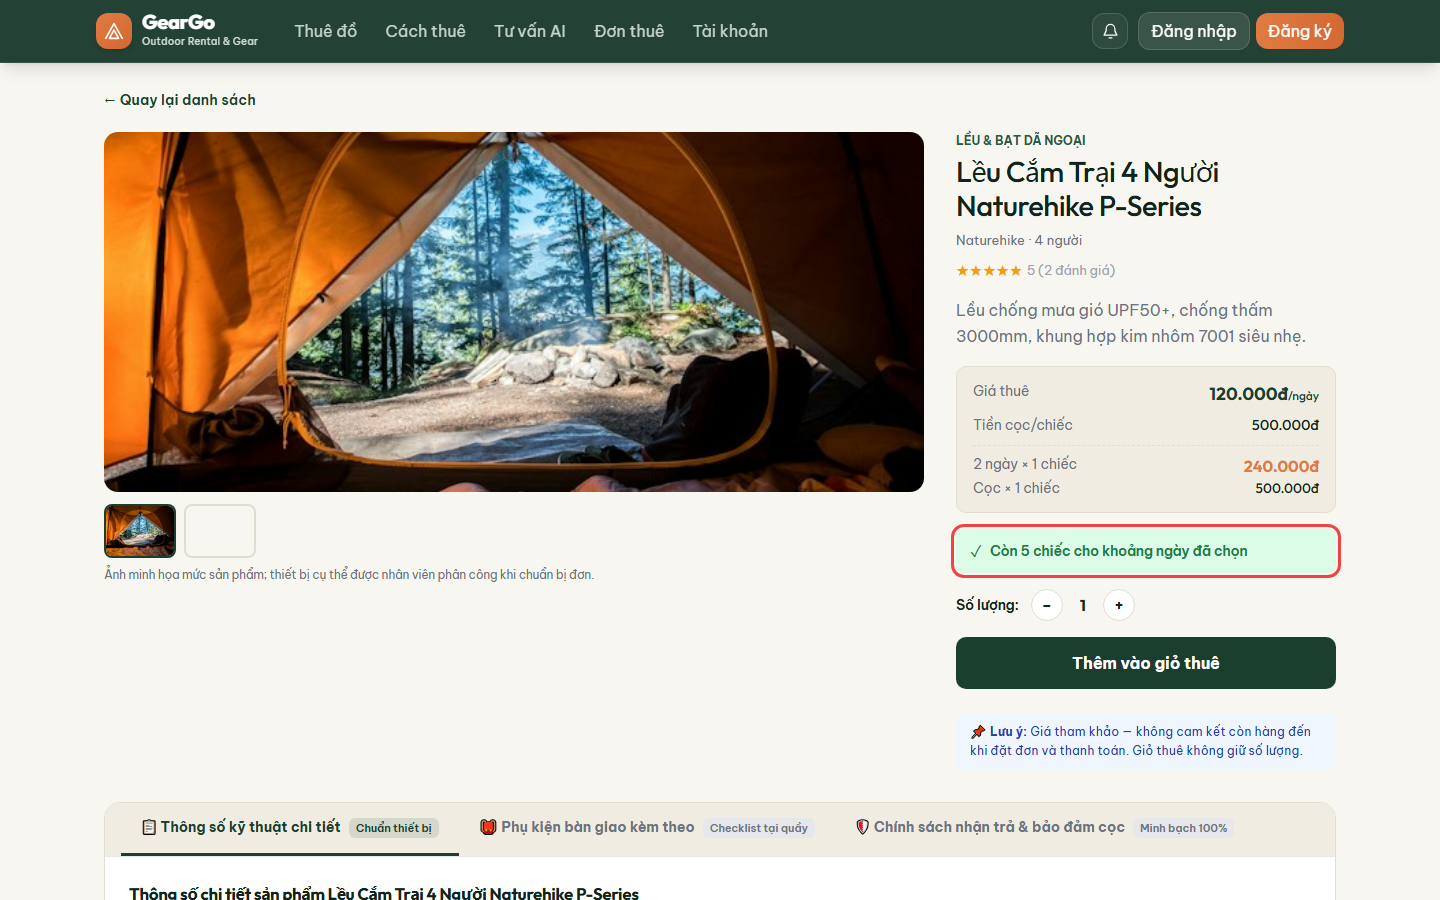 GearGo
Outdoor Rental & Gear
Thuê đồ
Cách thuê
Tư vấn AI
Đơn thuê
Tài khoản
Đăng nhập
Đăng ký
← Quay lại danh sách
LỀU & BẠT DÃ NGOẠI
Lều Cắm Trại 4 Người
Naturehike P-Series
Naturehike · 4 người
★★★★★ 5 (2 đánh giá)
Lều chống mưa gió UPF50+, chống thấm
3000mm, khung hợp kim nhôm 7001 siêu nhẹ.
Giá thuê 120.000đ/ngày
Tiền cọc/chiếc 500.000đ
2 ngày × 1 chiếc 240.000đ
Cọc × 1 chiếc 500.000đ
✓ Còn 5 chiếc cho khoảng ngày đã chọn
Ảnh minh họa mức sản phẩm; thiết bị cụ thể được nhân viên phân công khi chuẩn bị đơn.
Số lượng: − 1 +
Thêm vào giỏ thuê
📌 Lưu ý: Giá tham khảo — không cam kết còn hàng đến
khi đặt đơn và thanh toán. Giỏ thuê không giữ số lượng.
Thông số kỹ thuật chi tiết Chuẩn thiết bị
Phụ kiện bàn giao kèm theo Checklist tại quầy
Chính sách nhận trả & bảo đảm cọc Minh bạch 100%
Thông số chi tiết sản phẩm Lều Cắm Trại 4 Người Naturehike P-Series